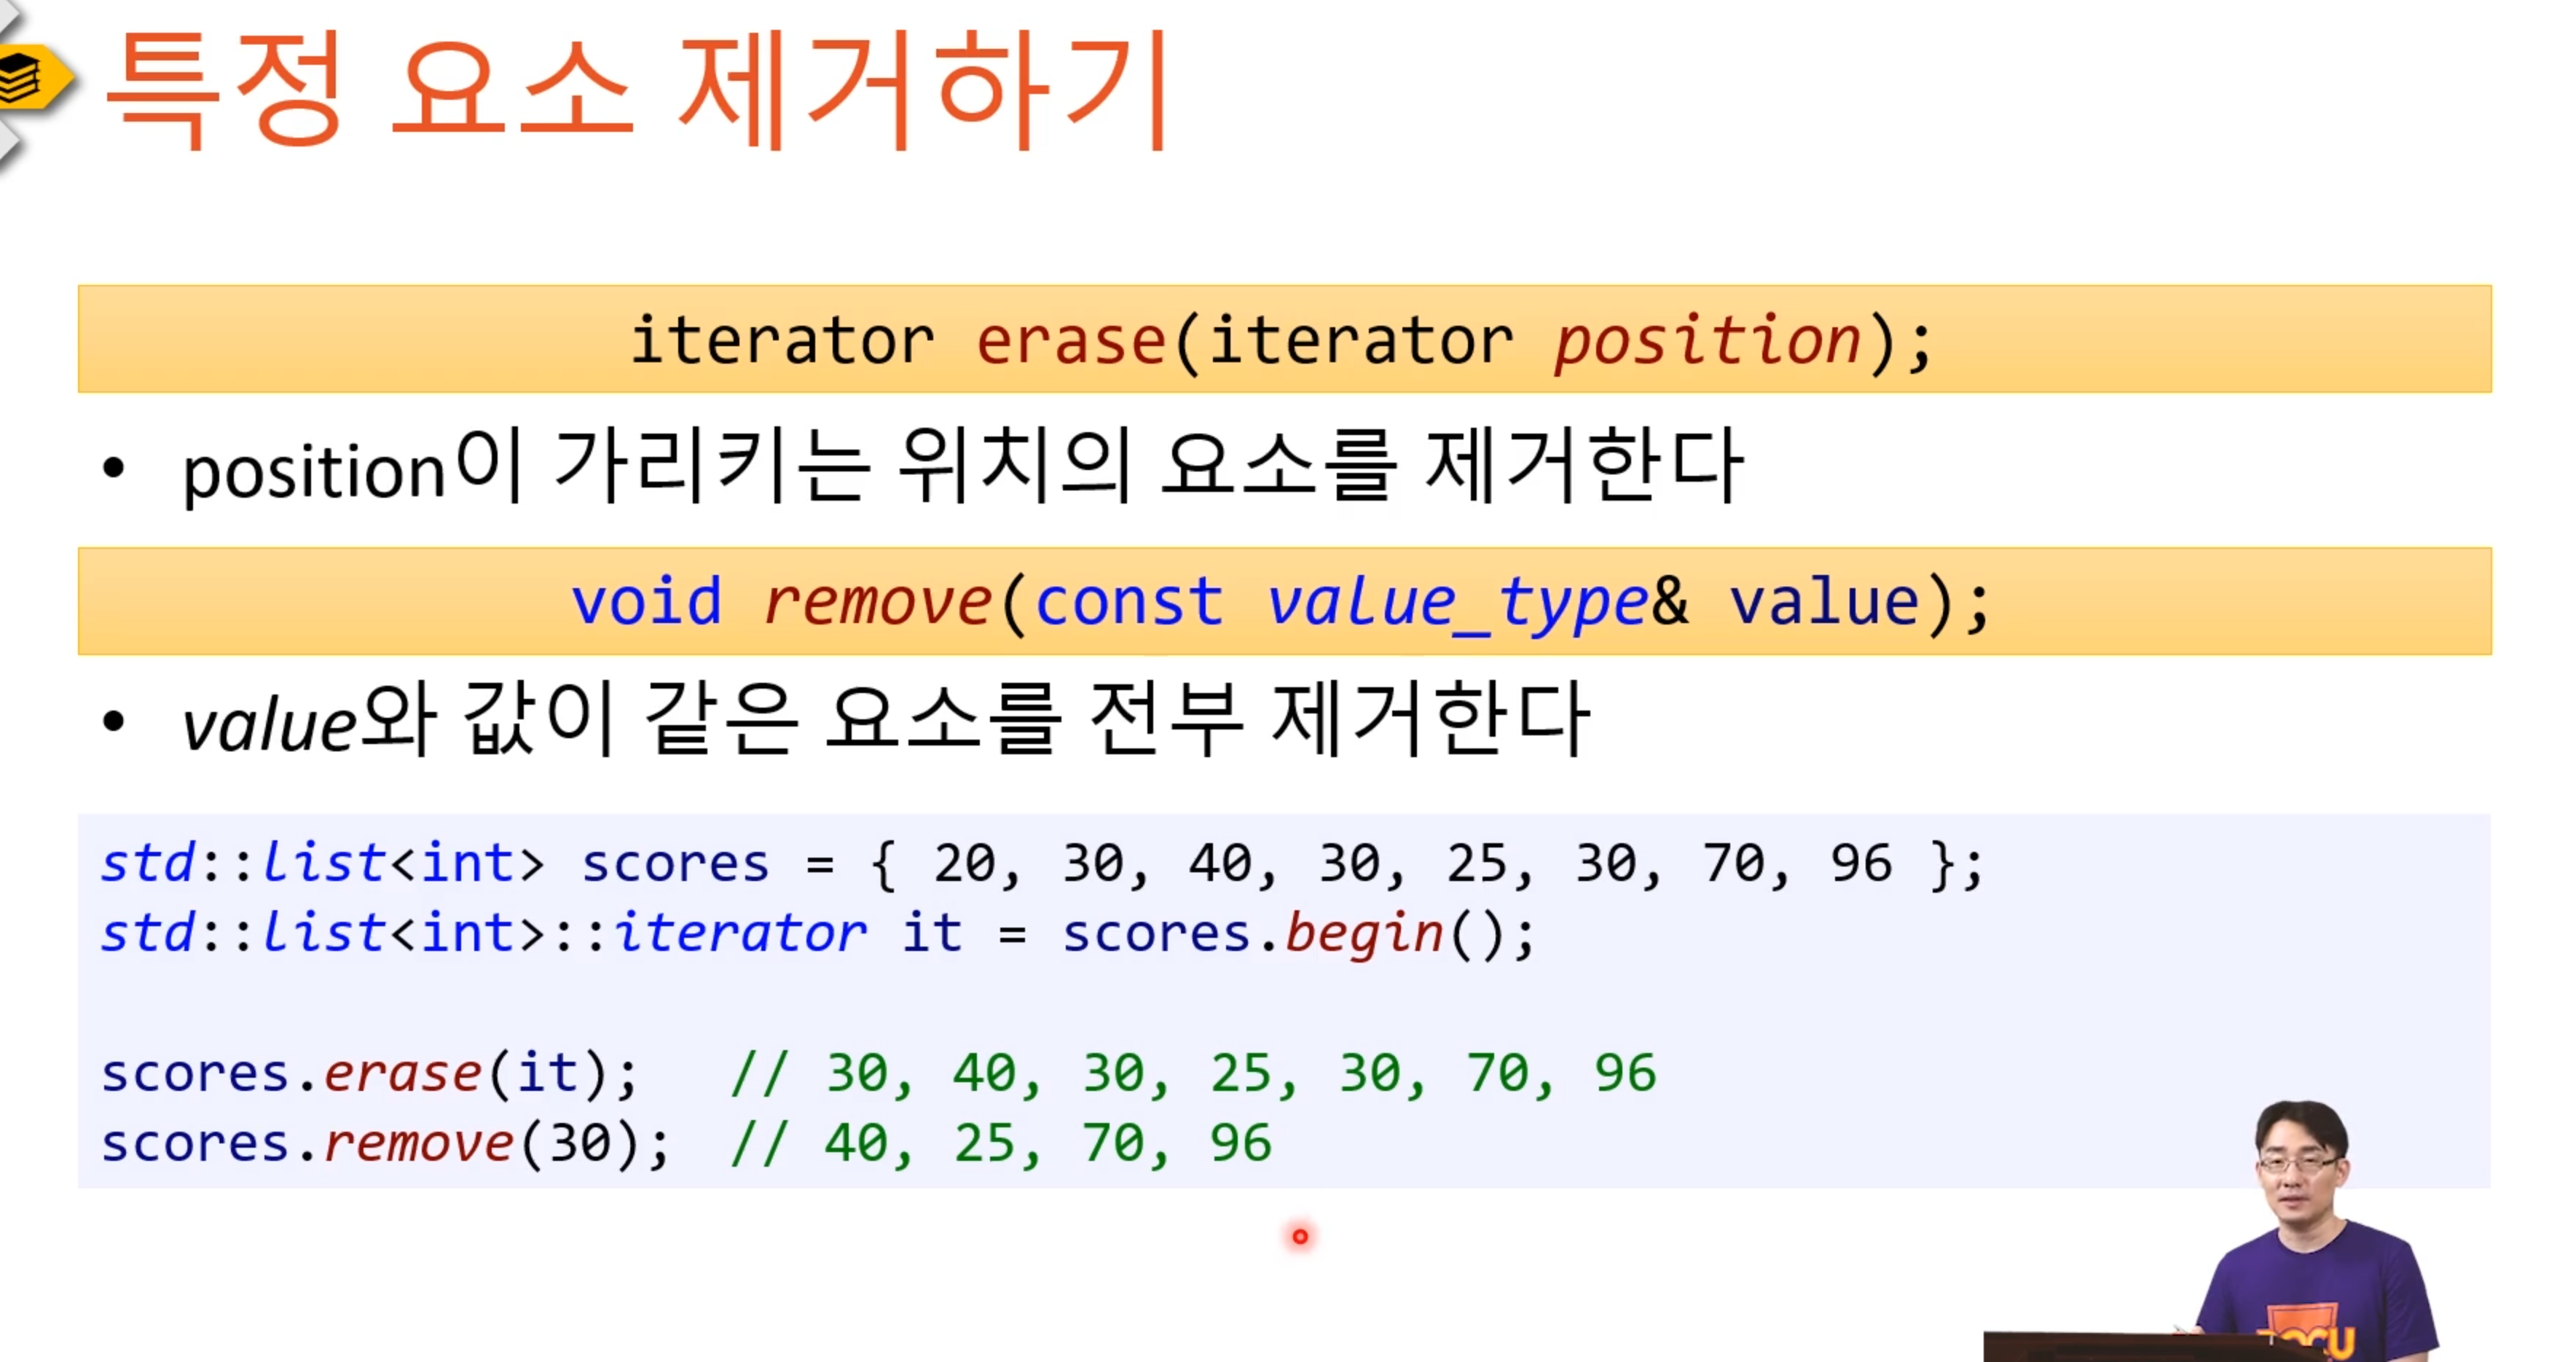 특정 요소 제거하기
iterator erase(iterator position);
• position이 가리키는 위치의 요소를 제거한다
void remove(const value_type& value);
• value와 값이 같은 요소를 전부 제거한다
std::list<int> scores = { 20, 30, 40, 30, 25, 30, 70, 96 };
std::list<int>::iterator it = scores.begin();
scores.erase(it);   // 30, 40, 30, 25, 30, 70, 96
scores.remove(30);  // 40, 25, 70, 96